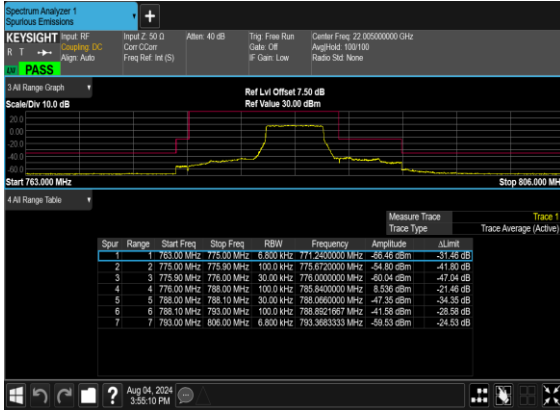 Spectrum Analyzer 1
Spurious Emissions
KEYSIGHT Input: RF Input Z: 50 Ω Atten: 40 dB Trig: Free Run Center Freq: 22.005000000 GHz
R T Coupling: DC Corr CCorr Gate: Off Avg|Hold: 100/100
Align: Auto Freq Ref: Int (S) IF Gain: Low Radio Std: None
PASS
3 All Range Graph
Ref Lvl Offset 7.50 dB
Scale/Div 10.0 dB Ref Value 30.00 dBm
20.0
0.00
-20.0
-40.0
-60.0
Start 763.000 MHz Stop 806.000 MH
4 All Range Table
Measure Trace Trace 1
Trace Type Trace Average (Active)
Spur Range Start Freq Stop Freq RBW Frequency Amplitude ΔLimit
1 1 763.00 MHz 775.00 MHz 6.800 kHz 771.2400000 MHz -66.46 dBm -31.46 dB
2 2 775.00 MHz 775.90 MHz 100.0 kHz 775.6720000 MHz -54.80 dBm -41.80 dB
3 3 775.90 MHz 776.00 MHz 30.00 kHz 776.0000000 MHz -60.04 dBm -47.04 dB
4 4 776.00 MHz 788.00 MHz 100.0 kHz 785.8400000 MHz 8.536 dBm -21.46 dB
5 5 788.00 MHz 788.10 MHz 30.00 kHz 788.0660000 MHz -47.35 dBm -34.35 dB
6 6 788.10 MHz 793.00 MHz 100.0 kHz 788.8921667 MHz -41.58 dBm -28.58 dB
7 7 793.00 MHz 806.00 MHz 6.800 kHz 793.3683333 MHz -59.53 dBm -24.53 dB
Aug 04, 2024
3:55:10 PM